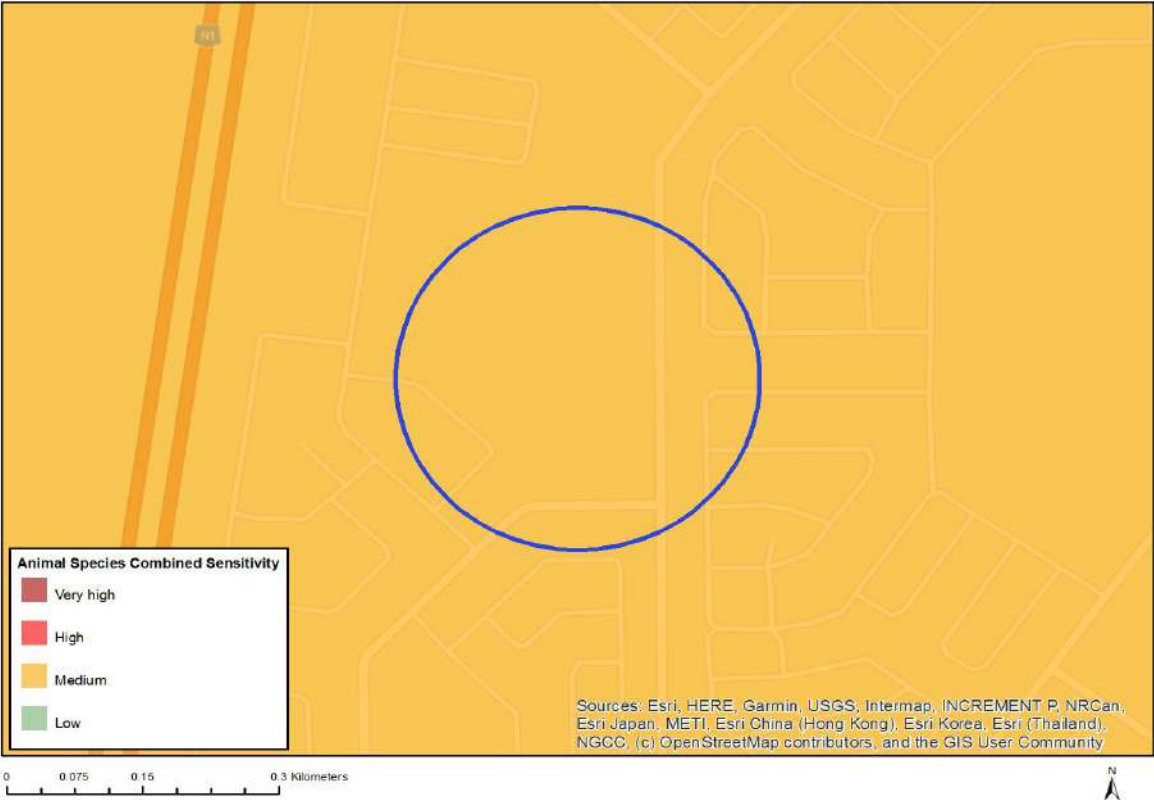 N1
Animal Species Combined Sensitivity
Very high
High
Medium
Low
Sources: Esri, HERE, Garmin, USGS, Intermap, INCREMENT P, NRCan,
Esri Japan, METI, Esri China (Hong Kong), Esri Korea, Esri (Thailand),
NGCC, (c) OpenStreetMap contributors, and the GIS User Community
0 0.075 0.15 0.3 Kilometers
N